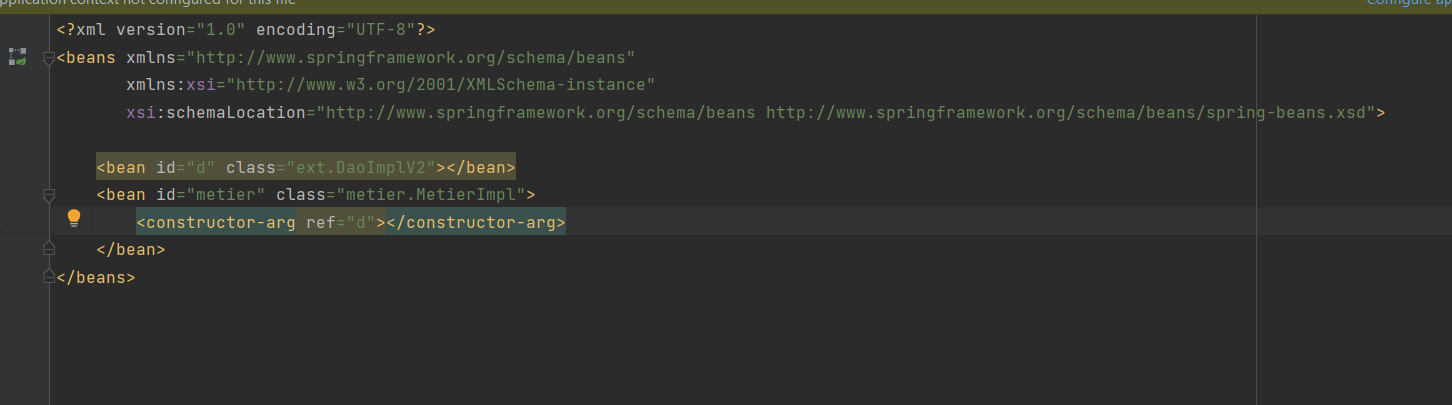 pplication context not configured for this file
Configure ap
<?xml version="1.0" encoding="UTF-8"?>
<beans xmlns="http://www.springframework.org/schema/beans"
xmlns:xsi="http://www.w3.org/2001/XMLSchema-instance"
xsi:schemaLocation="http://www.springframework.org/schema/beans http://www.springframework.org/schema/beans/spring-beans.xsd">
<bean id="d" class="ext.DaoImplV2"></bean>
<bean id="metier" class="metier.MetierImpl">
<constructor-arg ref="d"></constructor-arg>
</bean>
</beans>